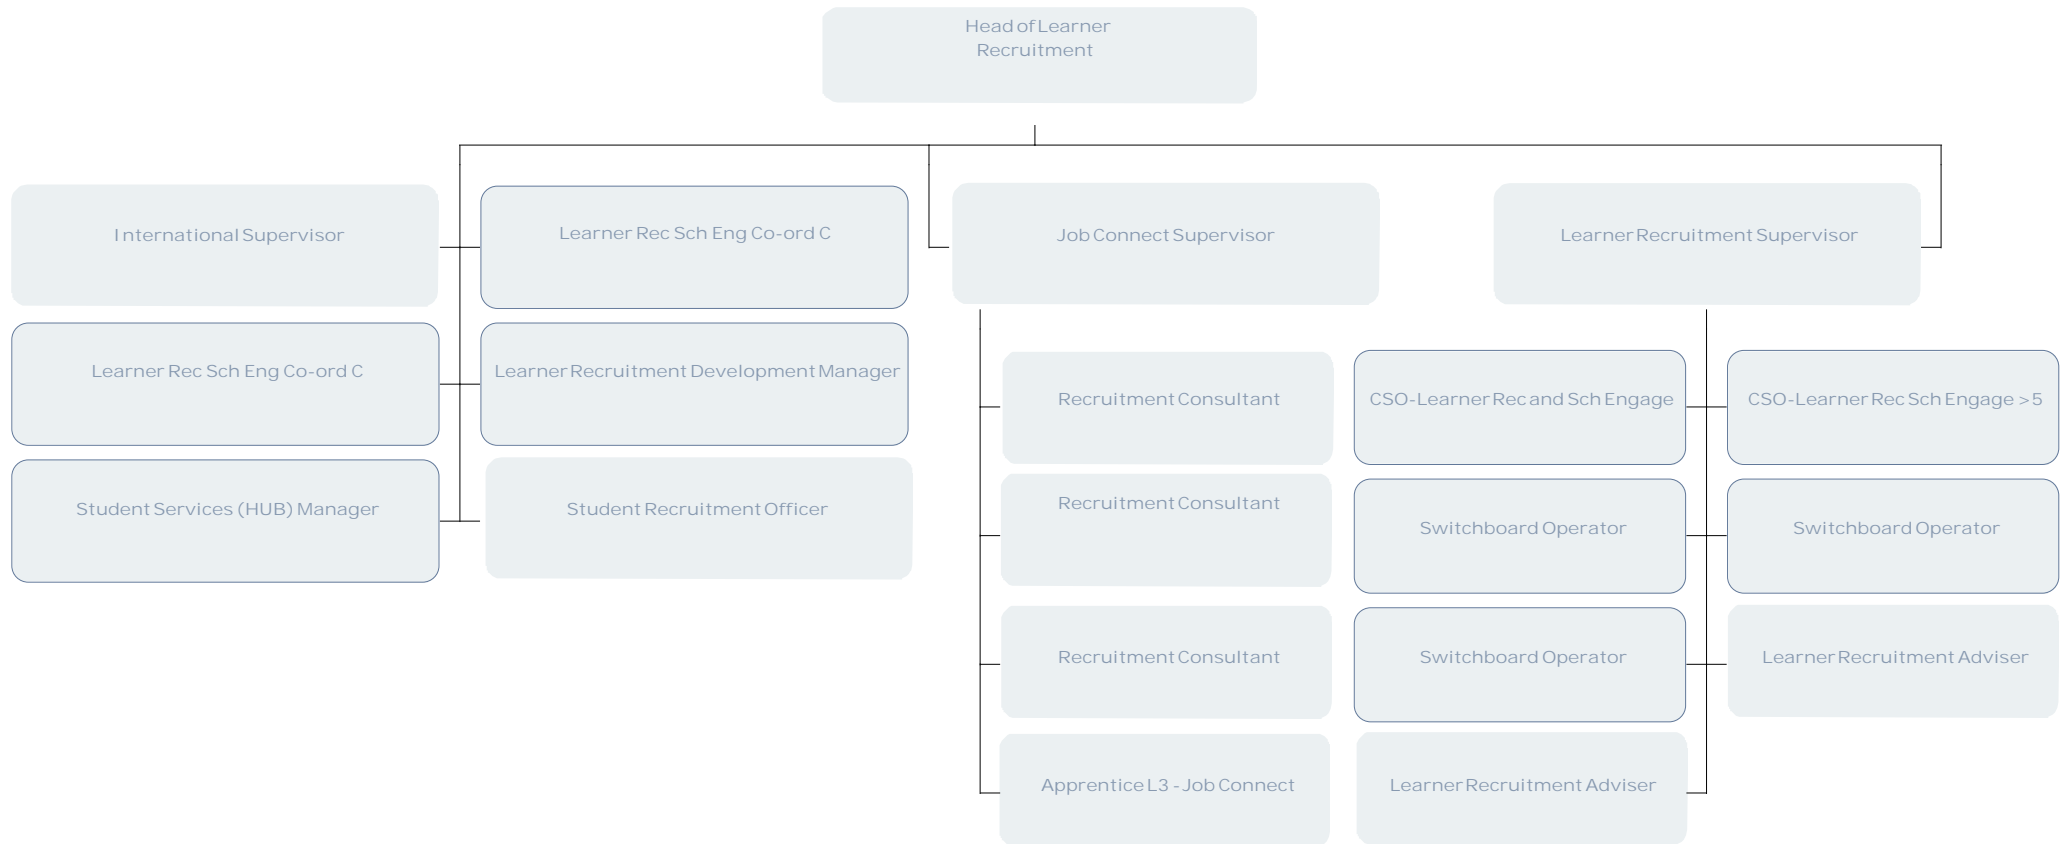 Head of Learner
Recruitment
International Supervisor
Learner Rec Sch Eng Co-ord C
Job Connect Supervisor
Learner Recruitment Supervisor
Learner Rec Sch Eng Co-ord C
Learner Recruitment Development Manager
Student Services (HUB) Manager
Student Recruitment Officer
Recruitment Consultant
CSO-Learner Rec and Sch Engage
CSO-Learner Rec Sch Engage >5
Recruitment Consultant
Switchboard Operator
Switchboard Operator
Recruitment Consultant
Switchboard Operator
Learner Recruitment Adviser
Apprentice L3 - Job Connect
Learner Recruitment Adviser